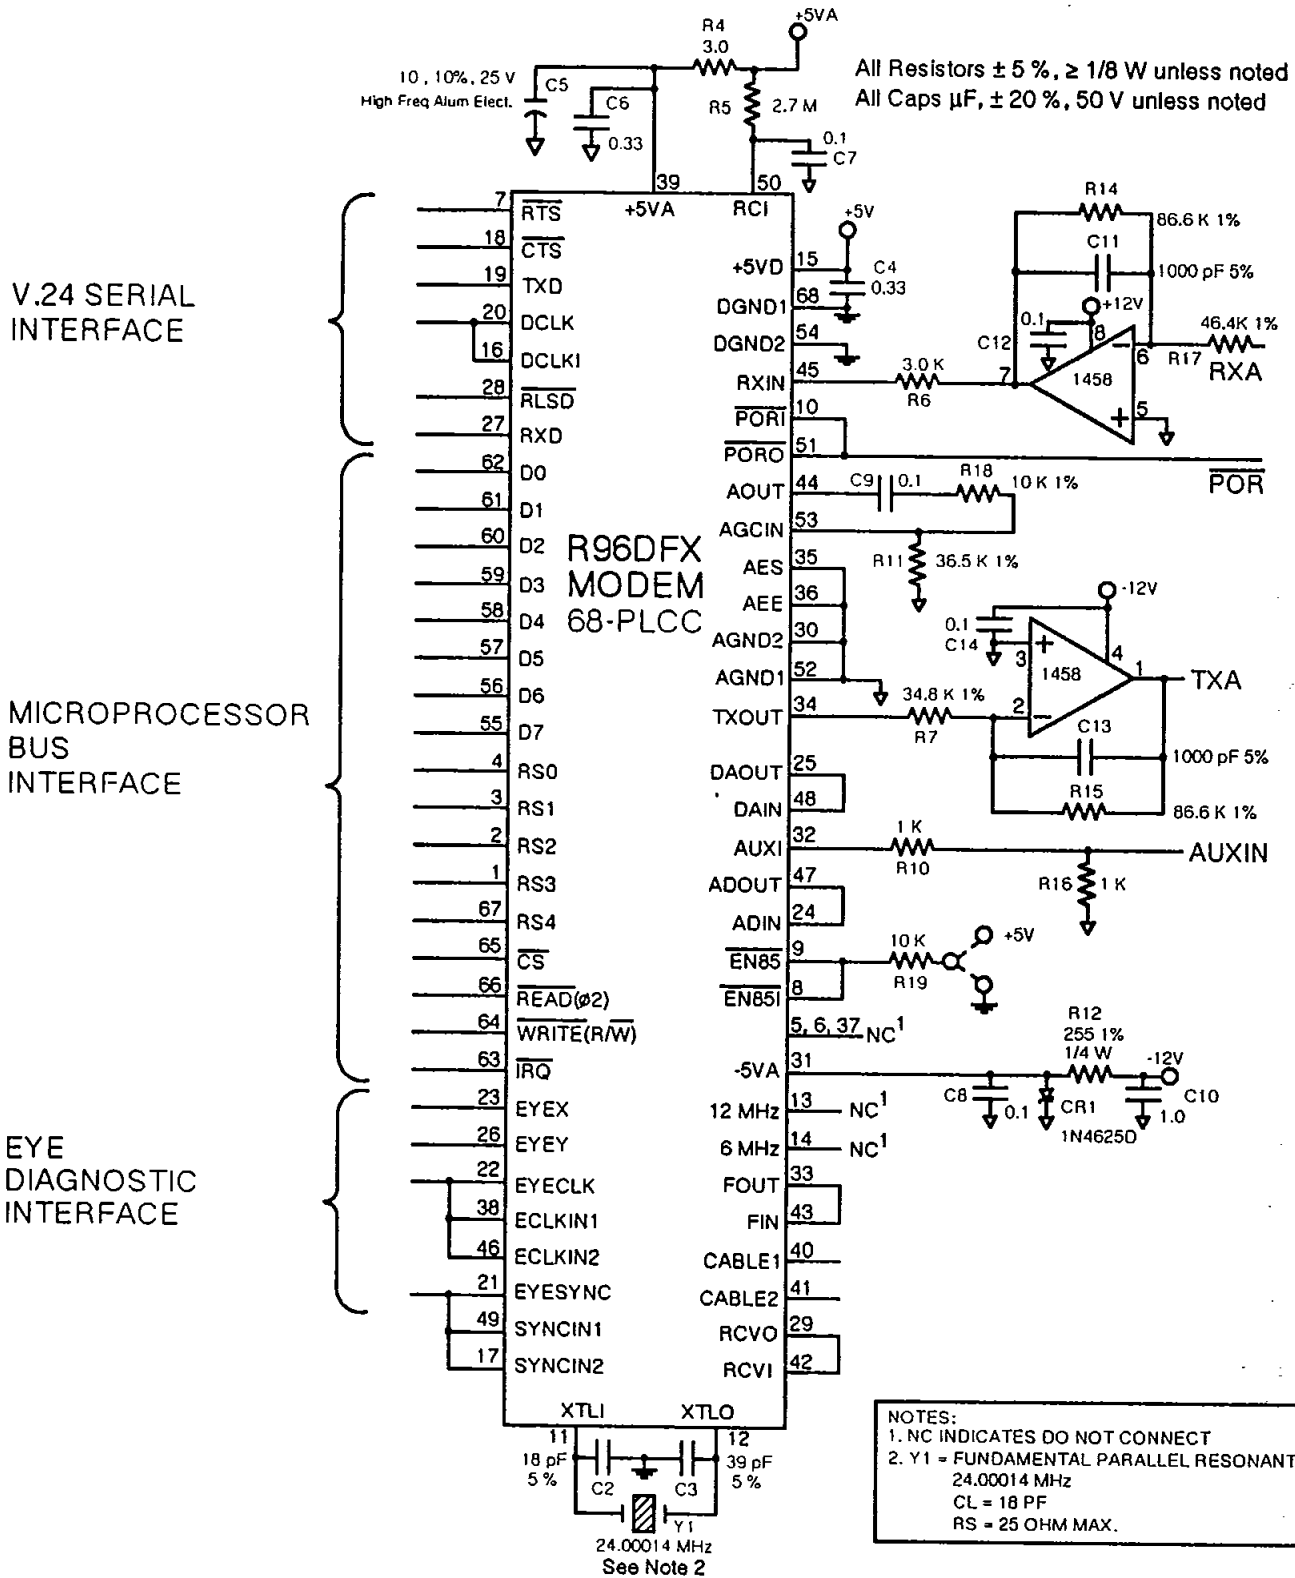 +5VA
R4
3.0
All Resistors ± 5 %, ≥ 1/8 W unless noted
All Caps µF, ± 20 %, 50 V unless noted
10 , 10%, 25 V
High Freq Alum Elect.
C5
C6
0.33
R5
2.7 M
0.1
C7
39
50
+5VA
RCI
V.24 SERIAL
INTERFACE
7 RTS
18 CTS
19 TXD
20 DCLK
16 DCLKI
28 RLSD
27 RXD
MICROPROCESSOR
BUS
INTERFACE
62 D0
61 D1
60 D2
59 D3
58 D4
57 D5
56 D6
55 D7
4 RS0
3 RS1
2 RS2
1 RS3
67 RS4
65 CS
66 READ(ø2)
64 WRITE(R/W)
63 IRQ
EYE
DIAGNOSTIC
INTERFACE
23 EYEX
26 EYEY
22 EYECLK
38 ECLKIN1
46 ECLKIN2
21 EYESYNC
49 SYNCIN1
17 SYNCIN2
R96DFX
MODEM
68-PLCC
+5V
+5VD 15
C4
0.33
DGND1 68
DGND2 54
RXIN 45
3.0 K
R6
R14
86.6 K 1%
C11
1000 pF 5%
+12V
0.1
C12
8
7
1458
−
6
+
5
46.4K 1%
R17
RXA
PORI 10
PORO 51
POR
AOUT 44
C9
0.1
R18
10 K 1%
AGCIN 53
R11
36.5 K 1%
AES 35
AEE 36
AGND2 30
AGND1 52
-12V
0.1
C14
+
3
1458
4
1
TXA
2
−
TXOUT 34
34.8 K 1%
R7
C13
1000 pF 5%
R15
86.6 K 1%
DAOUT 25
DAIN 48
AUXI 32
1 K
R10
AUXIN
R16
1 K
ADOUT 47
ADIN 24
EN85 9
10 K
R19
+5V
EN85I 8
5, 6, 37 NC1
-5VA 31
R12
255 1%
1/4 W
-12V
C8
0.1
CR1
1N4625D
C10
1.0
12 MHz 13 NC1
6 MHz 14 NC1
FOUT 33
FIN 43
CABLE1 40
CABLE2 41
RCVO 29
RCVI 42
XTLI
XTLO
11
12
18 pF
5 %
C2
C3
39 pF
5 %
Y1
24.00014 MHz
See Note 2
NOTES:
1. NC INDICATES DO NOT CONNECT
2. Y1 = FUNDAMENTAL PARALLEL RESONANT
24.00014 MHz
CL = 18 PF
RS = 25 OHM MAX.